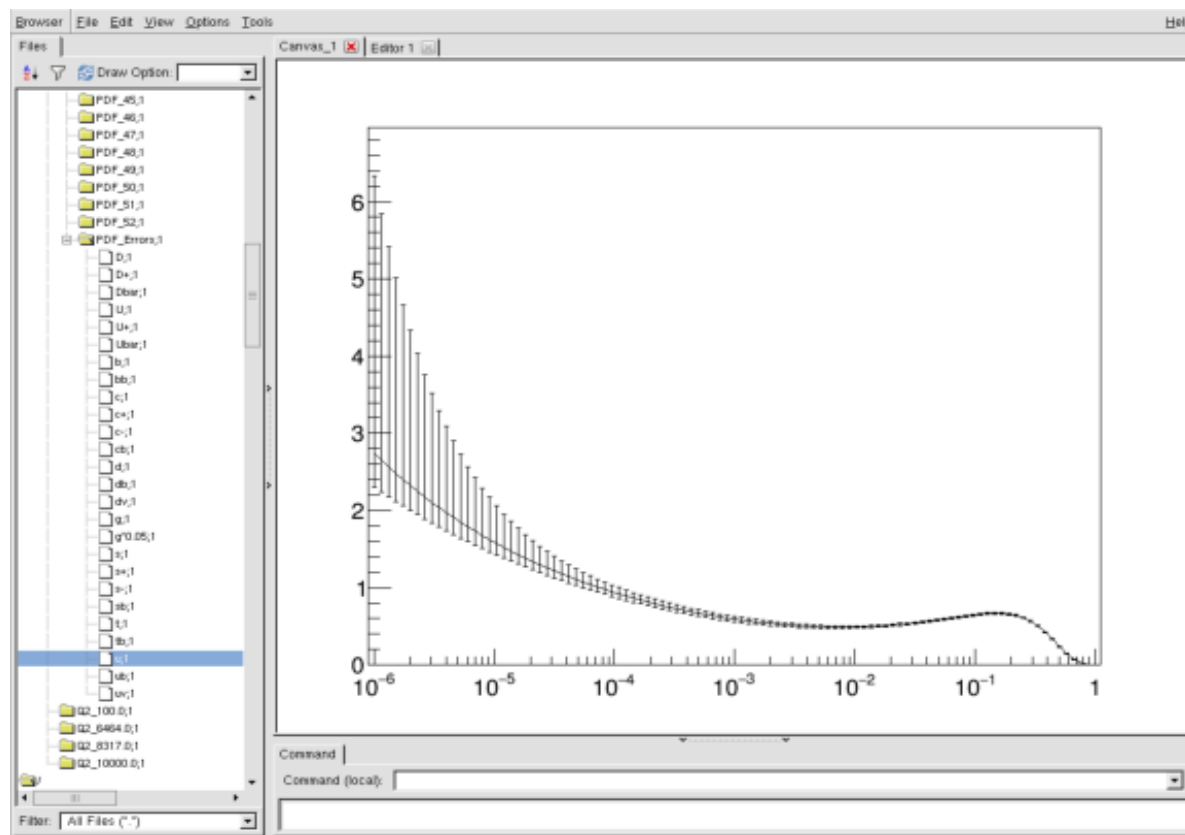 Browser File Edit View Options Tools
Files
Canvas_1 Editor 1
Draw Option:
PDF_45;1
PDF_46;1
PDF_47;1
PDF_48;1
PDF_49;1
PDF_50;1
PDF_51;1
PDF_52;1
PDF_Errors;1
D;1
D+;1
Dbar;1
U;1
U+;1
Ubar;1
b;1
bb;1
c;1
c+;1
c-;1
cb;1
d;1
db;1
dv;1
g;1
g*0.05;1
s;1
s+;1
s-;1
sb;1
t;1
tb;1
u;1
ub;1
uv;1
Q2_100.0;1
Q2_6464.0;1
Q2_8317.0;1
Q2_10000.0;1
Filter: All Files (*.*)
6
5
4
3
2
1
0
10⁻⁶ 10⁻⁵ 10⁻⁴ 10⁻³ 10⁻² 10⁻¹ 1
Command
Command (local):